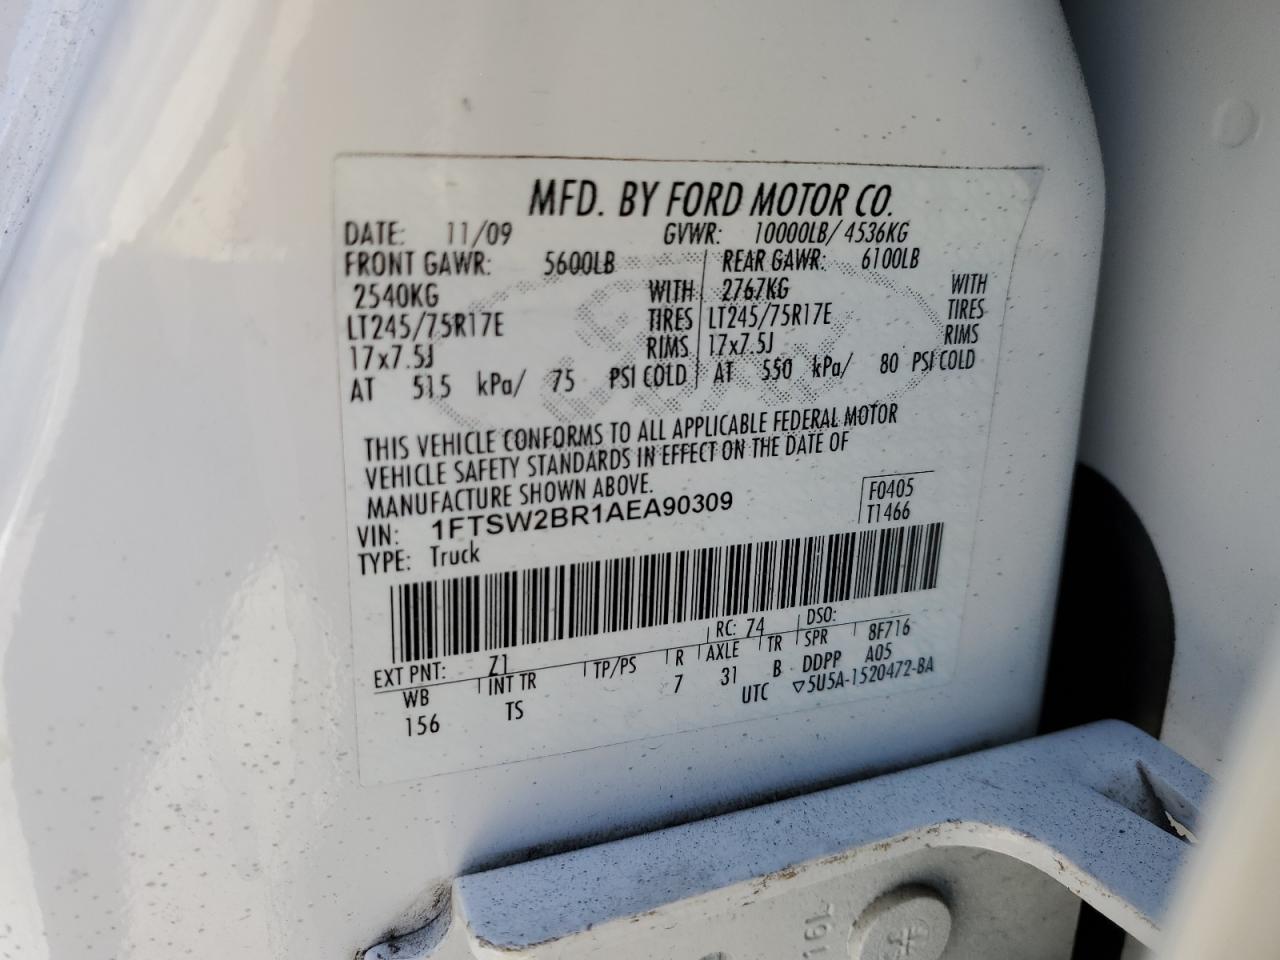 MFD. BY FORD MOTOR CO.
DATE: 11/09 GVWR: 10000LB/ 4536KG
FRONT GAWR: 5600LB REAR GAWR: 6100LB
2540KG WITH 2767KG WITH
LT245/75R17E TIRES LT245/75R17E TIRES
17x7.5J RIMS 17x7.5J RIMS
AT 515 kPa/ 75 PSI COLD AT 550 kPa/ 80 PSI COLD
THIS VEHICLE CONFORMS TO ALL APPLICABLE FEDERAL MOTOR
VEHICLE SAFETY STANDARDS IN EFFECT ON THE DATE OF
MANUFACTURE SHOWN ABOVE.
VIN: 1FTSW2BR1AEA90309 F0405
TYPE: Truck T1466
EXT PNT: Z1 RC: 74 DSO:
WB INT TR TP/PS R AXLE TR SPR 8F716
156 TS 7 31 B DDPP A05
UTC ▽5U5A-1520472-BA
16L